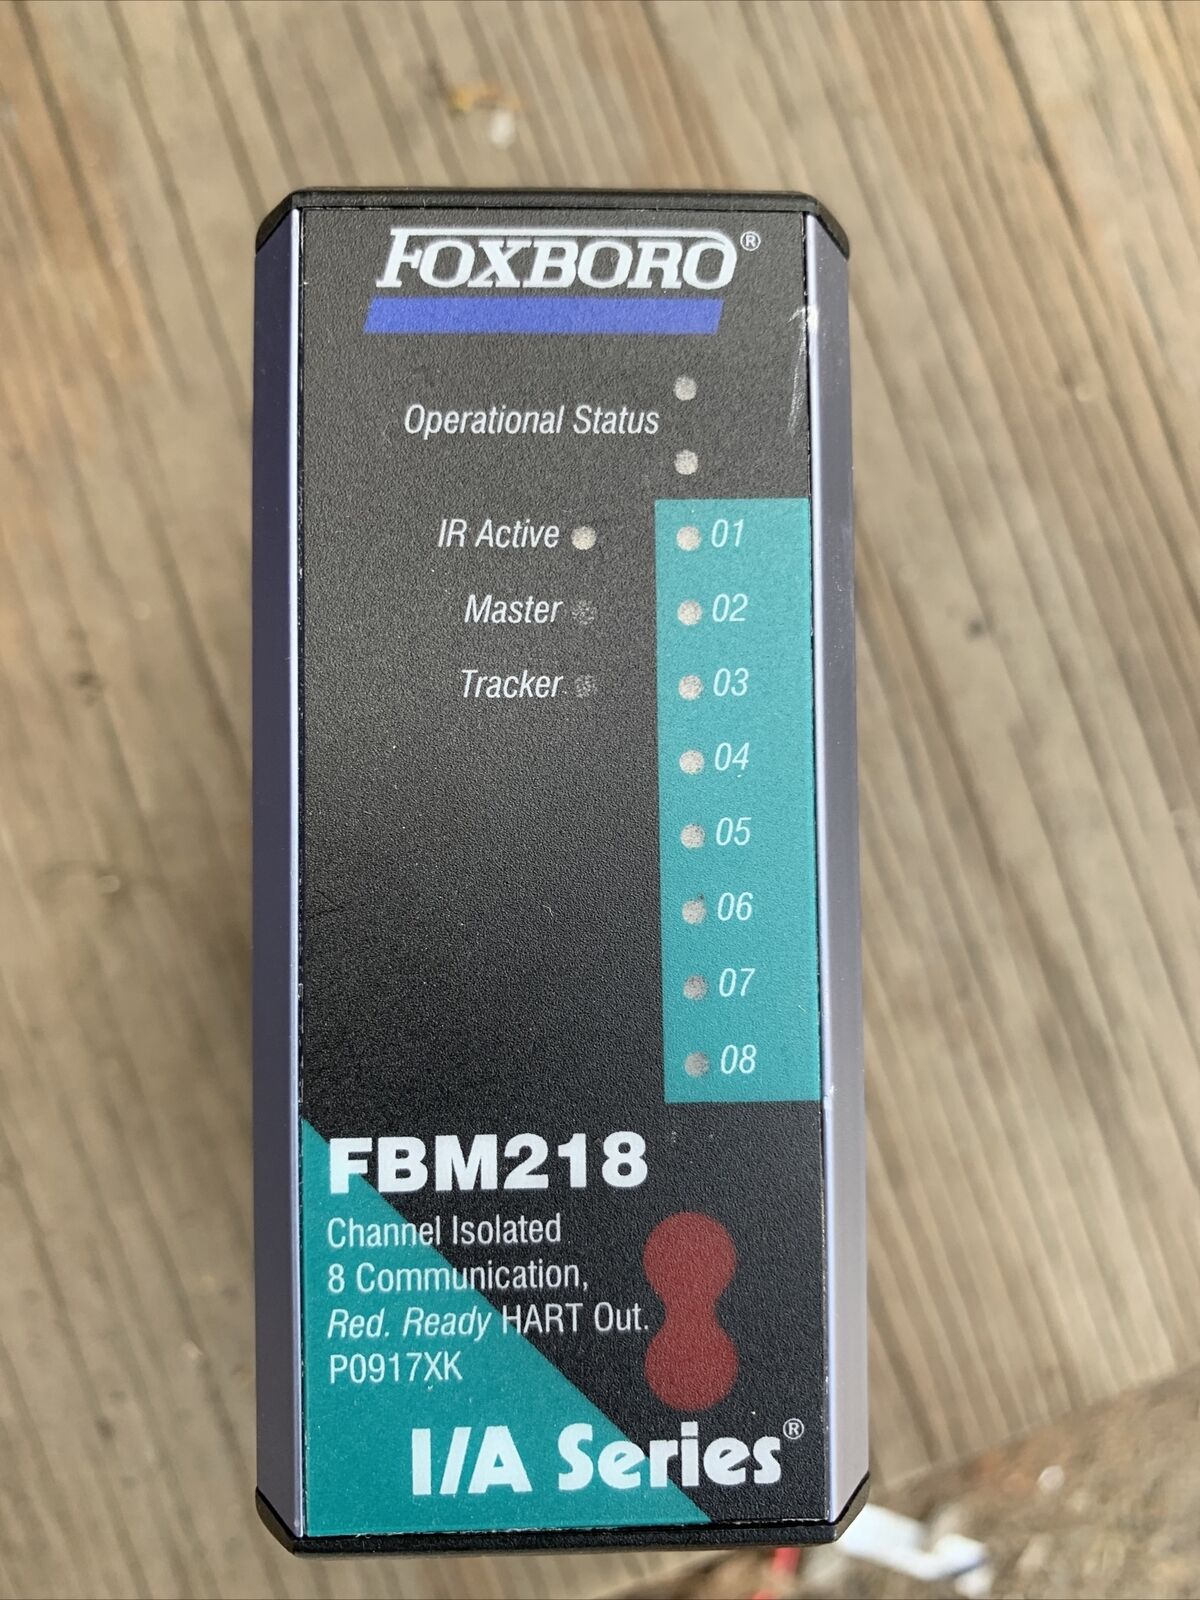 FOXBORO®
Operational Status
IR Active 01
Master 02
Tracker 03
04
05
06
07
08
FBM218
Channel Isolated
8 Communication,
Red. Ready HART Out.
P0917XK
I/A Series®